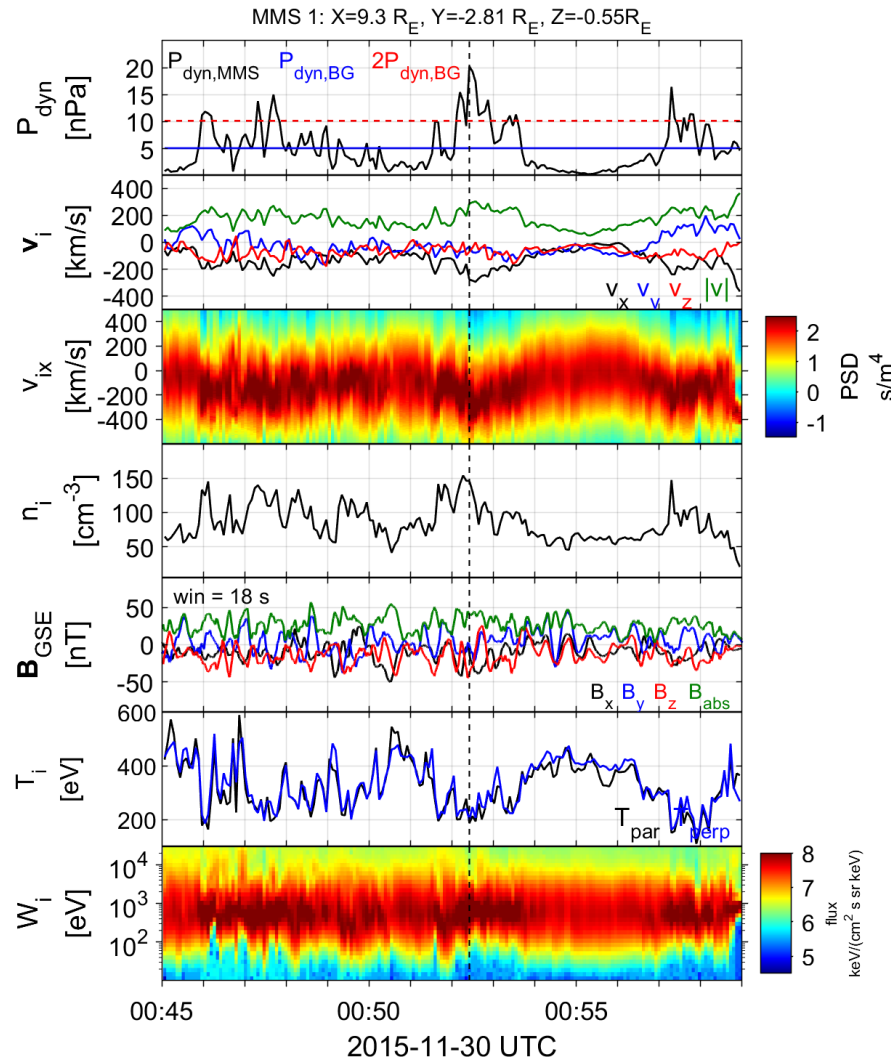 MMS 1: X=9.3 R_E, Y=-2.81 R_E, Z=-0.55R_E
P_dyn,MMS P_dyn,BG 2P_dyn,BG
P_dyn [nPa]
20
15
10
5
v_i [km/s]
400
200
0
-200
-400
v_x v_y v_z |v|
v_ix [km/s]
400
200
0
-200
-400
2
1
0
-1
PSD s/m^4
n_i [cm^-3]
150
100
50
B_GSE [nT]
win = 18 s
50
0
-50
B_x B_y B_z B_abs
T_i [eV]
600
400
200
T_par T_perp
W_i [eV]
10^4
10^3
10^2
8
7
6
5
flux keV/(cm^2 s sr keV)
00:45 00:50 00:55
2015-11-30 UTC